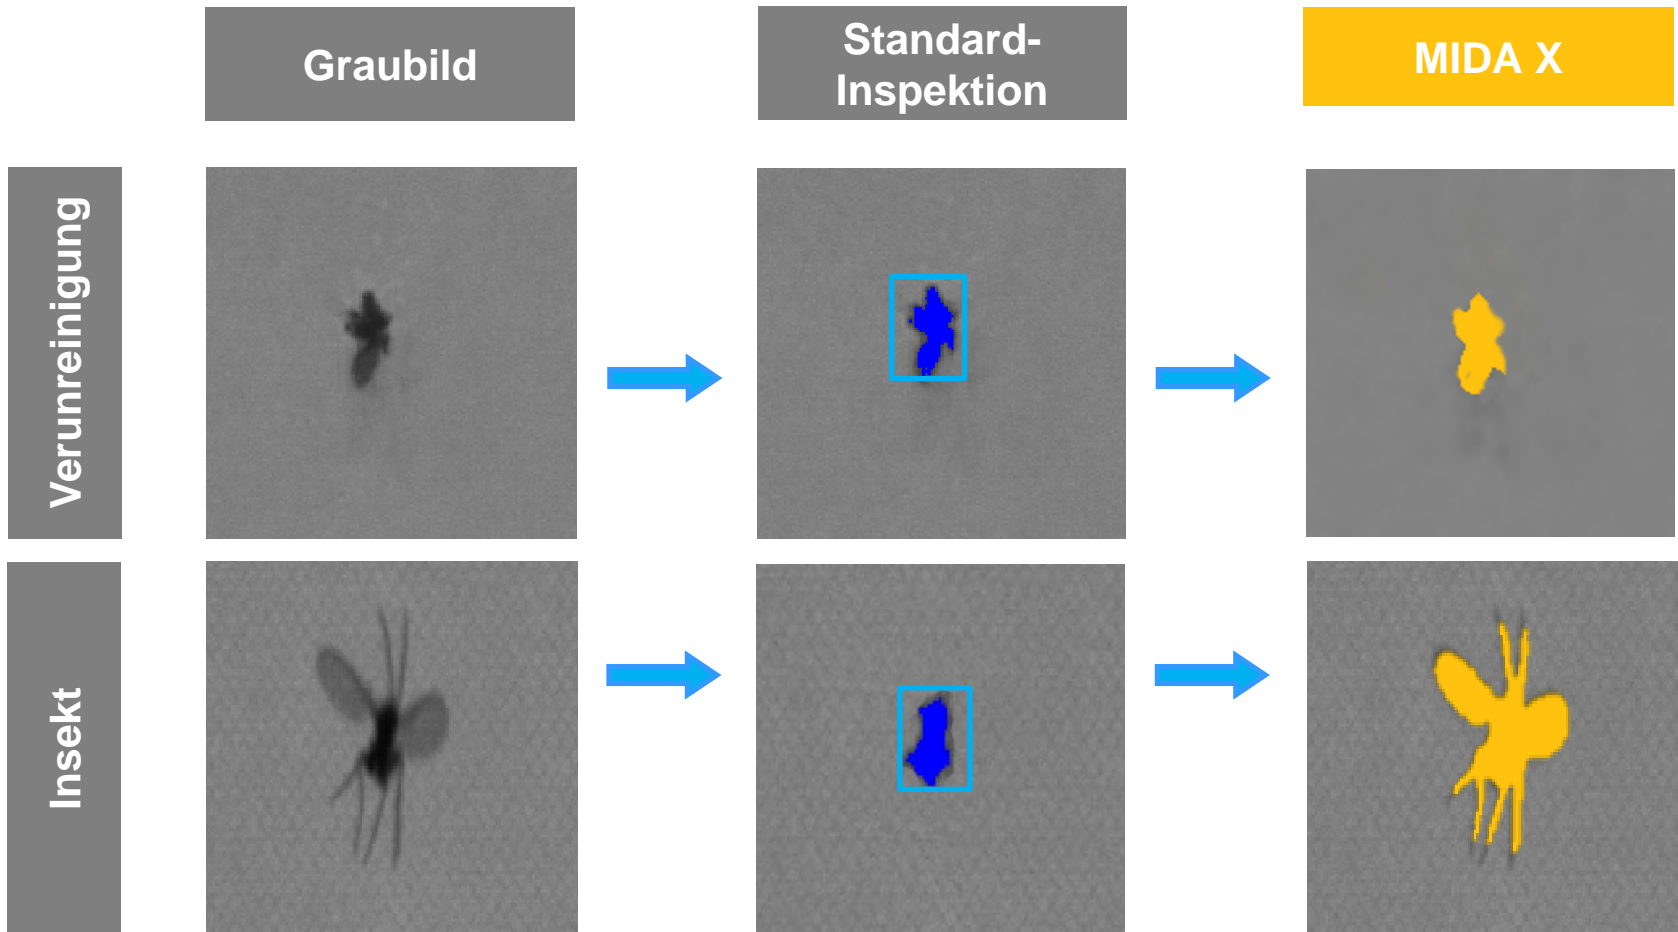 Graubild
Standard-
Inspektion
MIDA X
Verunreinigung
Insekt